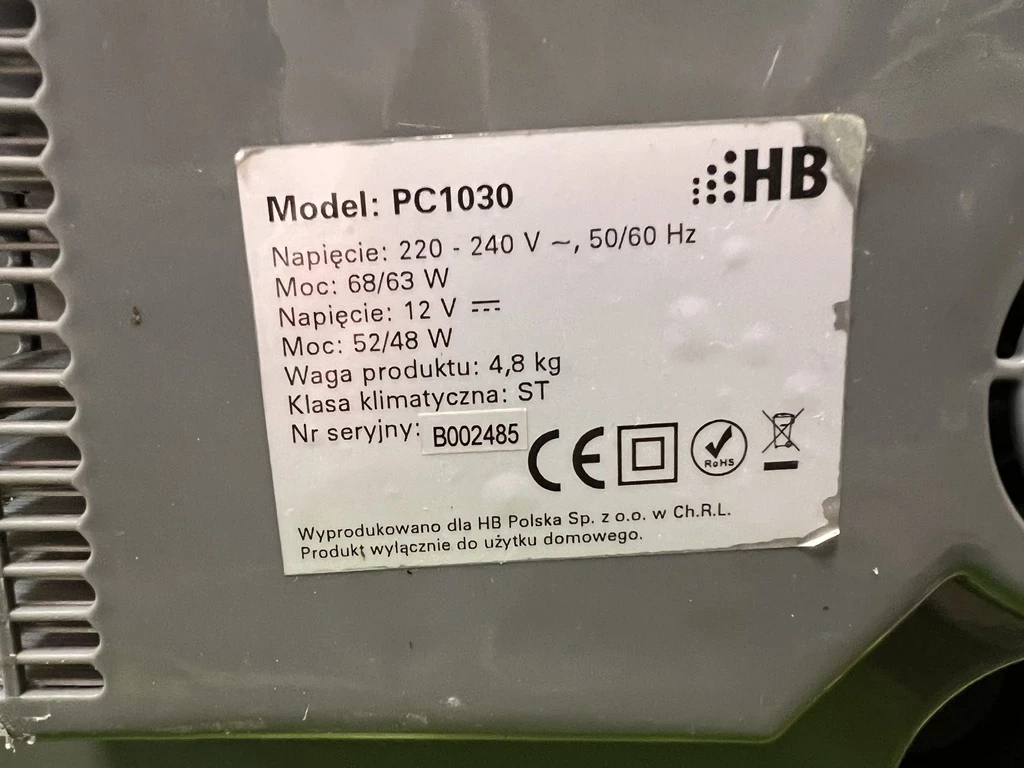 HB
Model: PC1030
Napięcie: 220 - 240 V ~, 50/60 Hz
Moc: 68/63 W
Napięcie: 12 V ⎓
Moc: 52/48 W
Waga produktu: 4,8 kg
Klasa klimatyczna: ST
Nr seryjny: B002485
CE
RoHS
Wyprodukowano dla HB Polska Sp. z o.o. w Ch.R.L.
Produkt wyłącznie do użytku domowego.